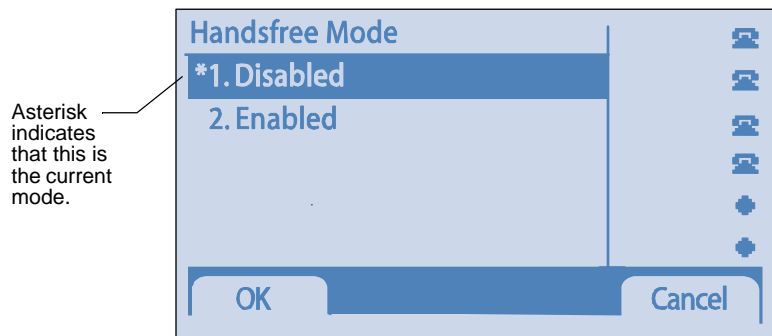 Handsfree Mode
*1. Disabled
2. Enabled
OK
Cancel
Asterisk
indicates
that this is
the current
mode.